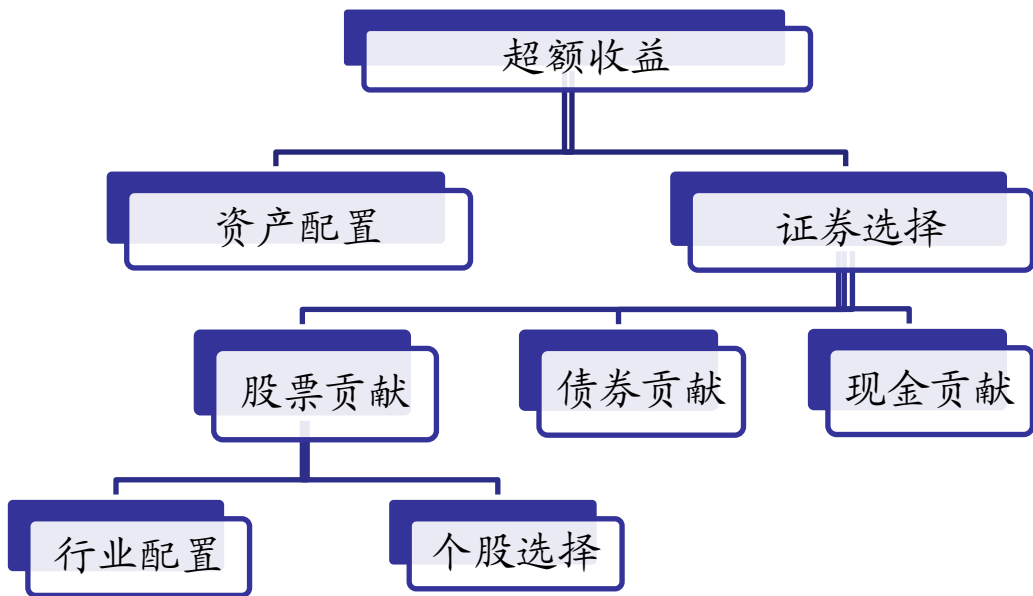 超额收益
资产配置
证券选择
股票贡献
债券贡献
现金贡献
行业配置
个股选择